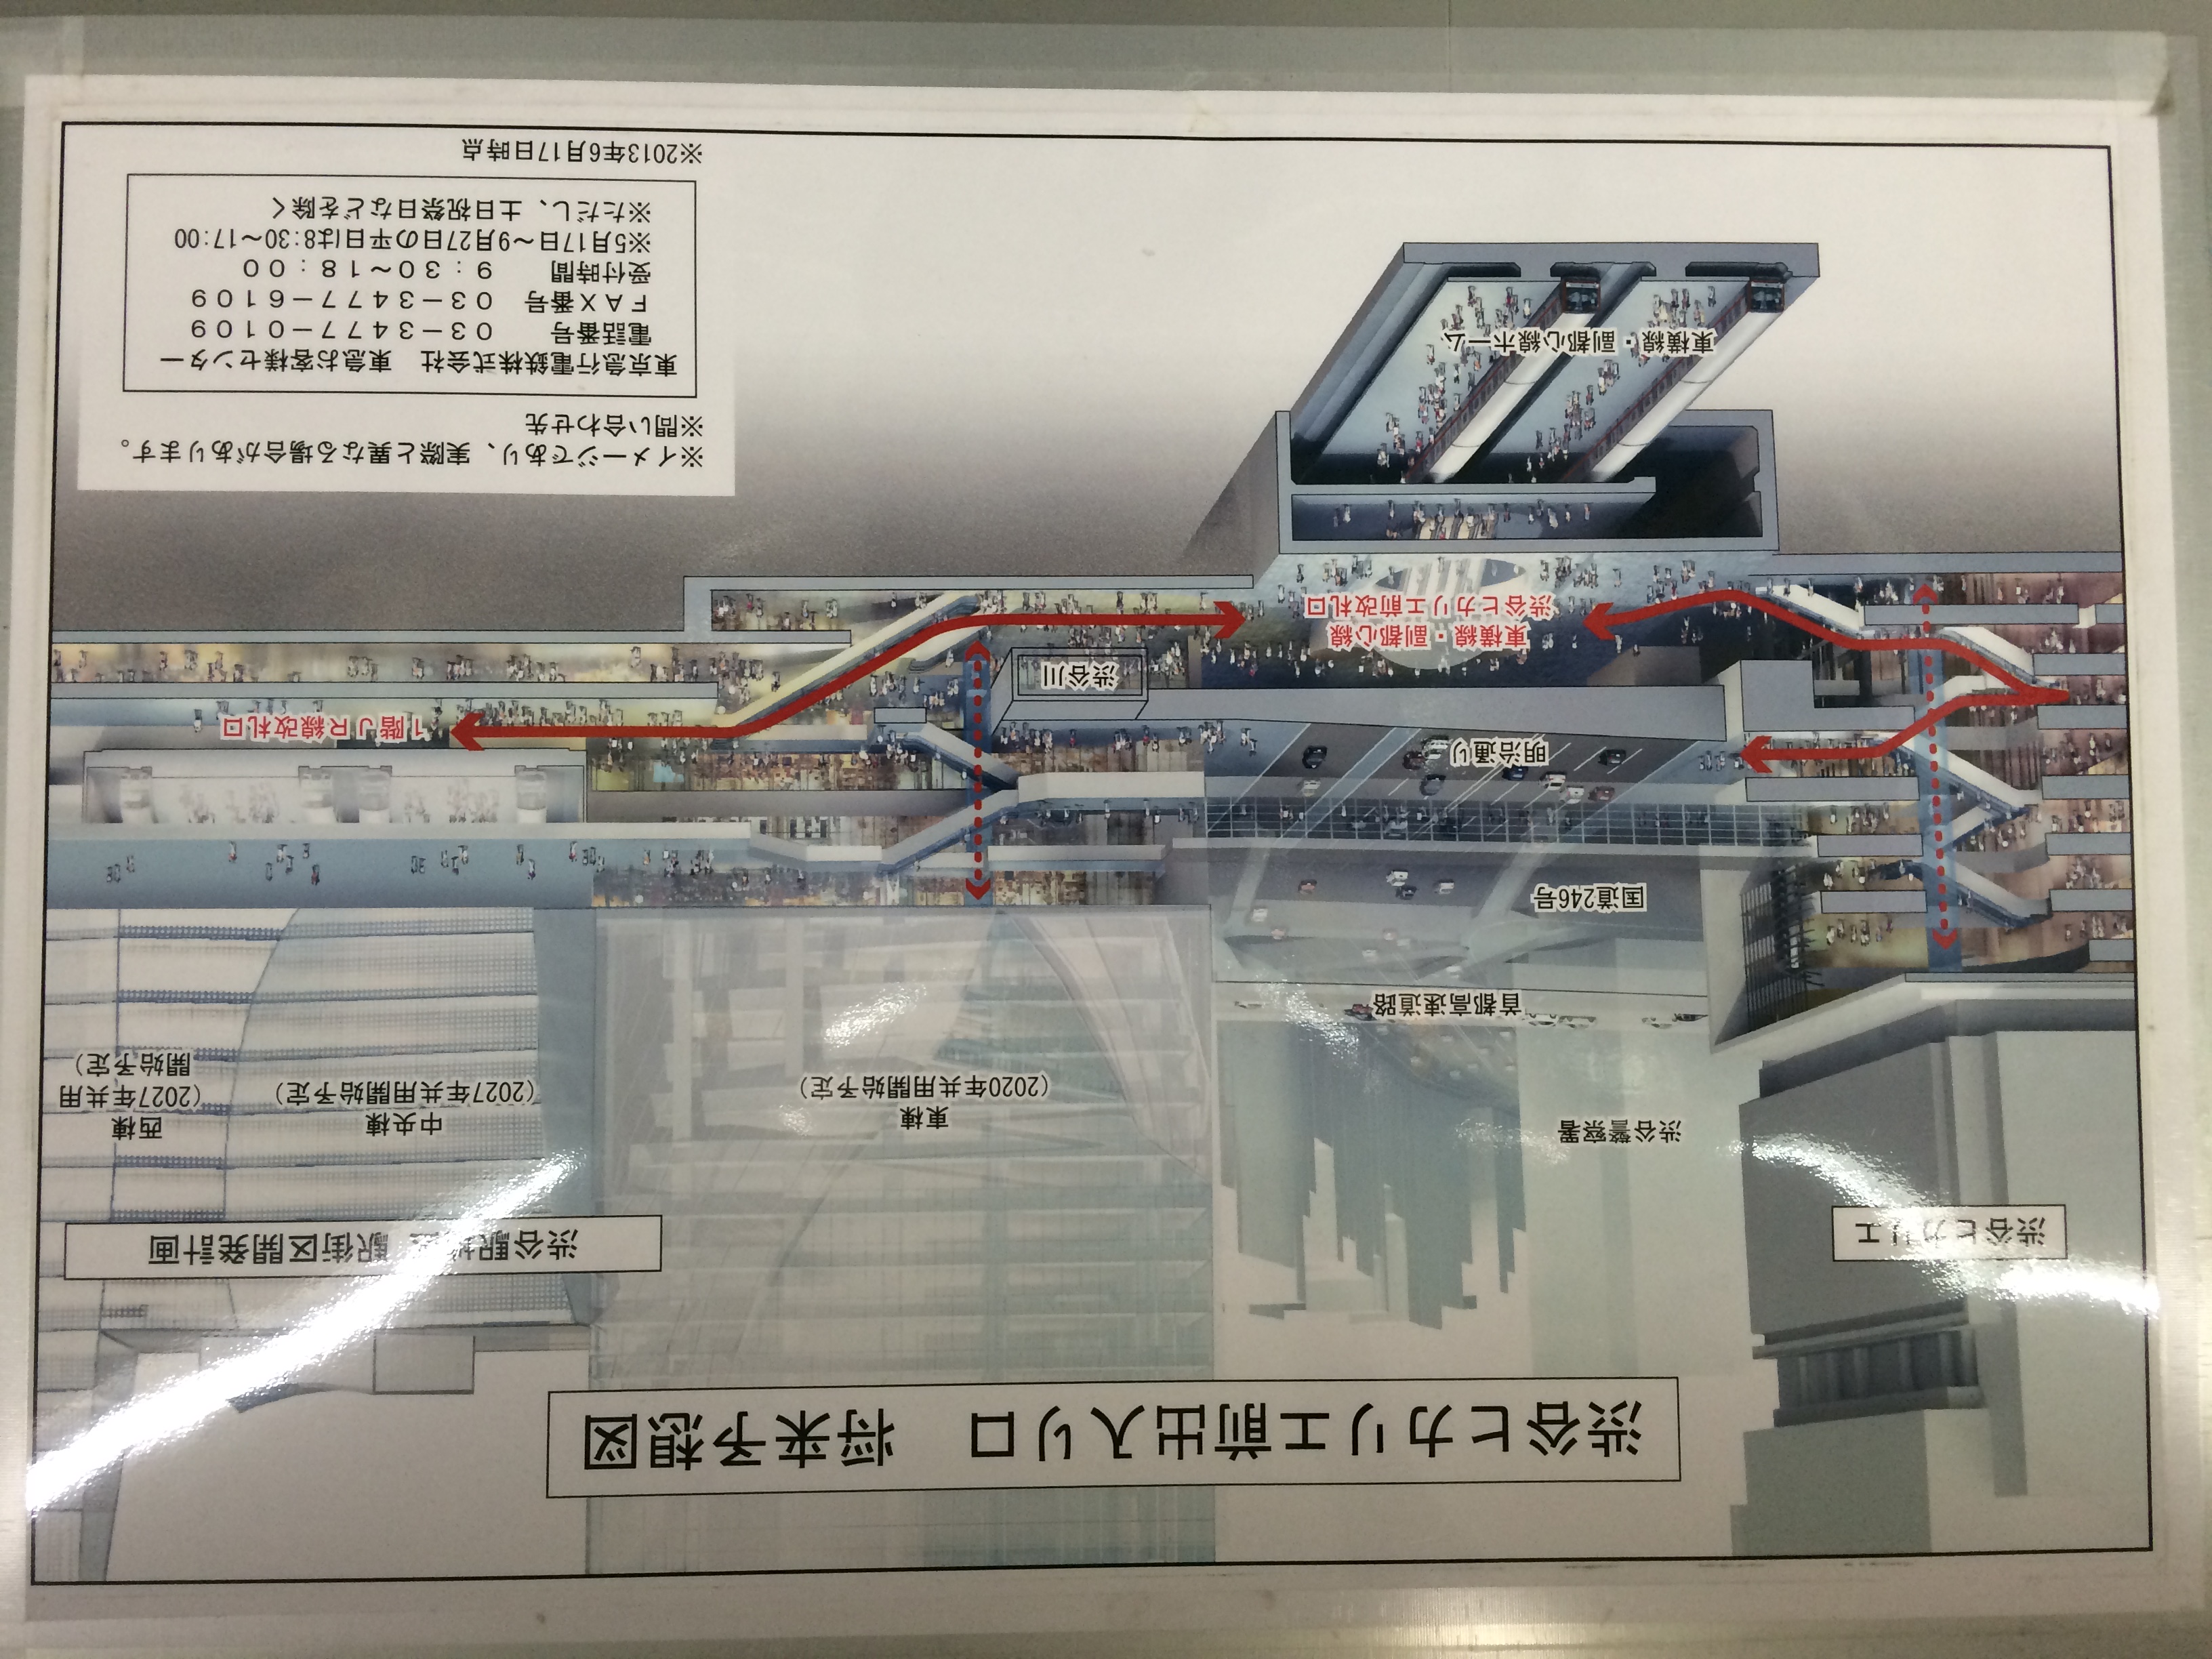 渋谷ヒカリエ前出入り口　将来予想図
渋谷ヒカリエ
渋谷駅地区 駅街区開発計画
渋谷警察署
東棟
(2020年共用開始予定)
中央棟
(2027年共用開始予定)
西棟
(2027年共用
開始予定)
首都高速道路
国道246号
明治通り
1階ＪＲ線改札口
渋谷川
東横線・副都心線
渋谷ヒカリエ前改札口
東横線・副都心線ホーム
※イメージであり、実際と異なる場合があります。
※問い合わせ先
東京急行電鉄株式会社　東急お客様センター
電話番号　０３－３４７７－０１０９
ＦＡＸ番号　０３－３４７７－６１０９
受付時間　９：３０～１８：００
※5月17日～9月27日の平日は8:30～17:00
※ただし、土日祝祭日などを除く
※2013年6月17日時点